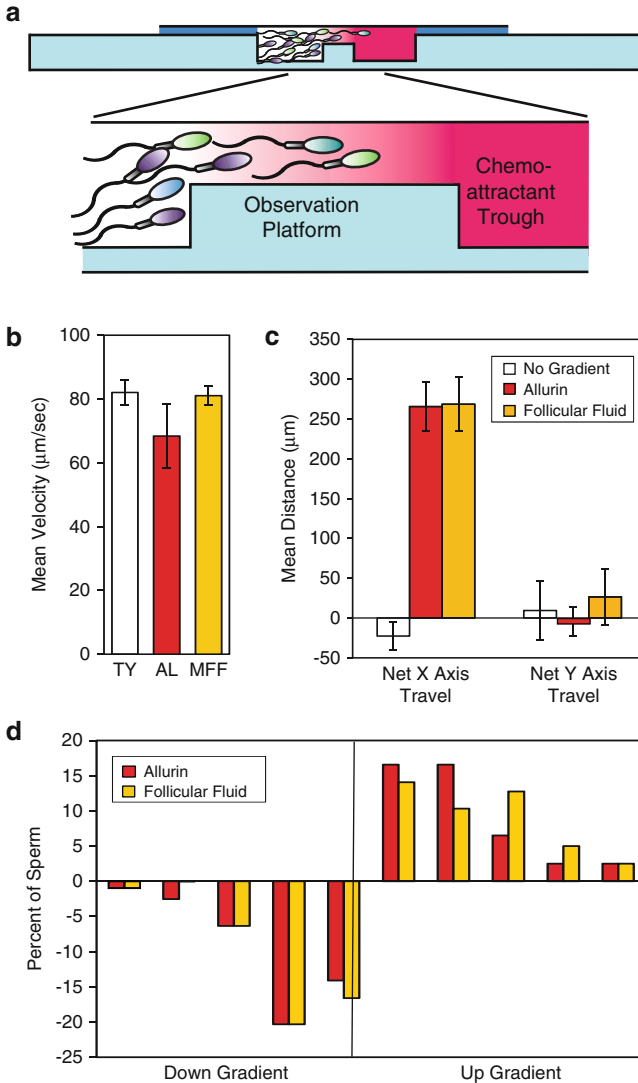 a
Observation
Platform
Chemo-
attractant
Trough
b
100
80
60
40
20
0
Mean Velocity (µm/sec)
TY AL MFF
c
350
300
250
200
150
100
50
0
-50
Mean Distance (µm)
No Gradient
Allurin
Follicular Fluid
Net X Axis
Travel
Net Y Axis
Travel
d
20
15
10
5
0
-5
-10
-15
-20
-25
Percent of Sperm
Allurin
Follicular Fluid
Down Gradient
Up Gradient